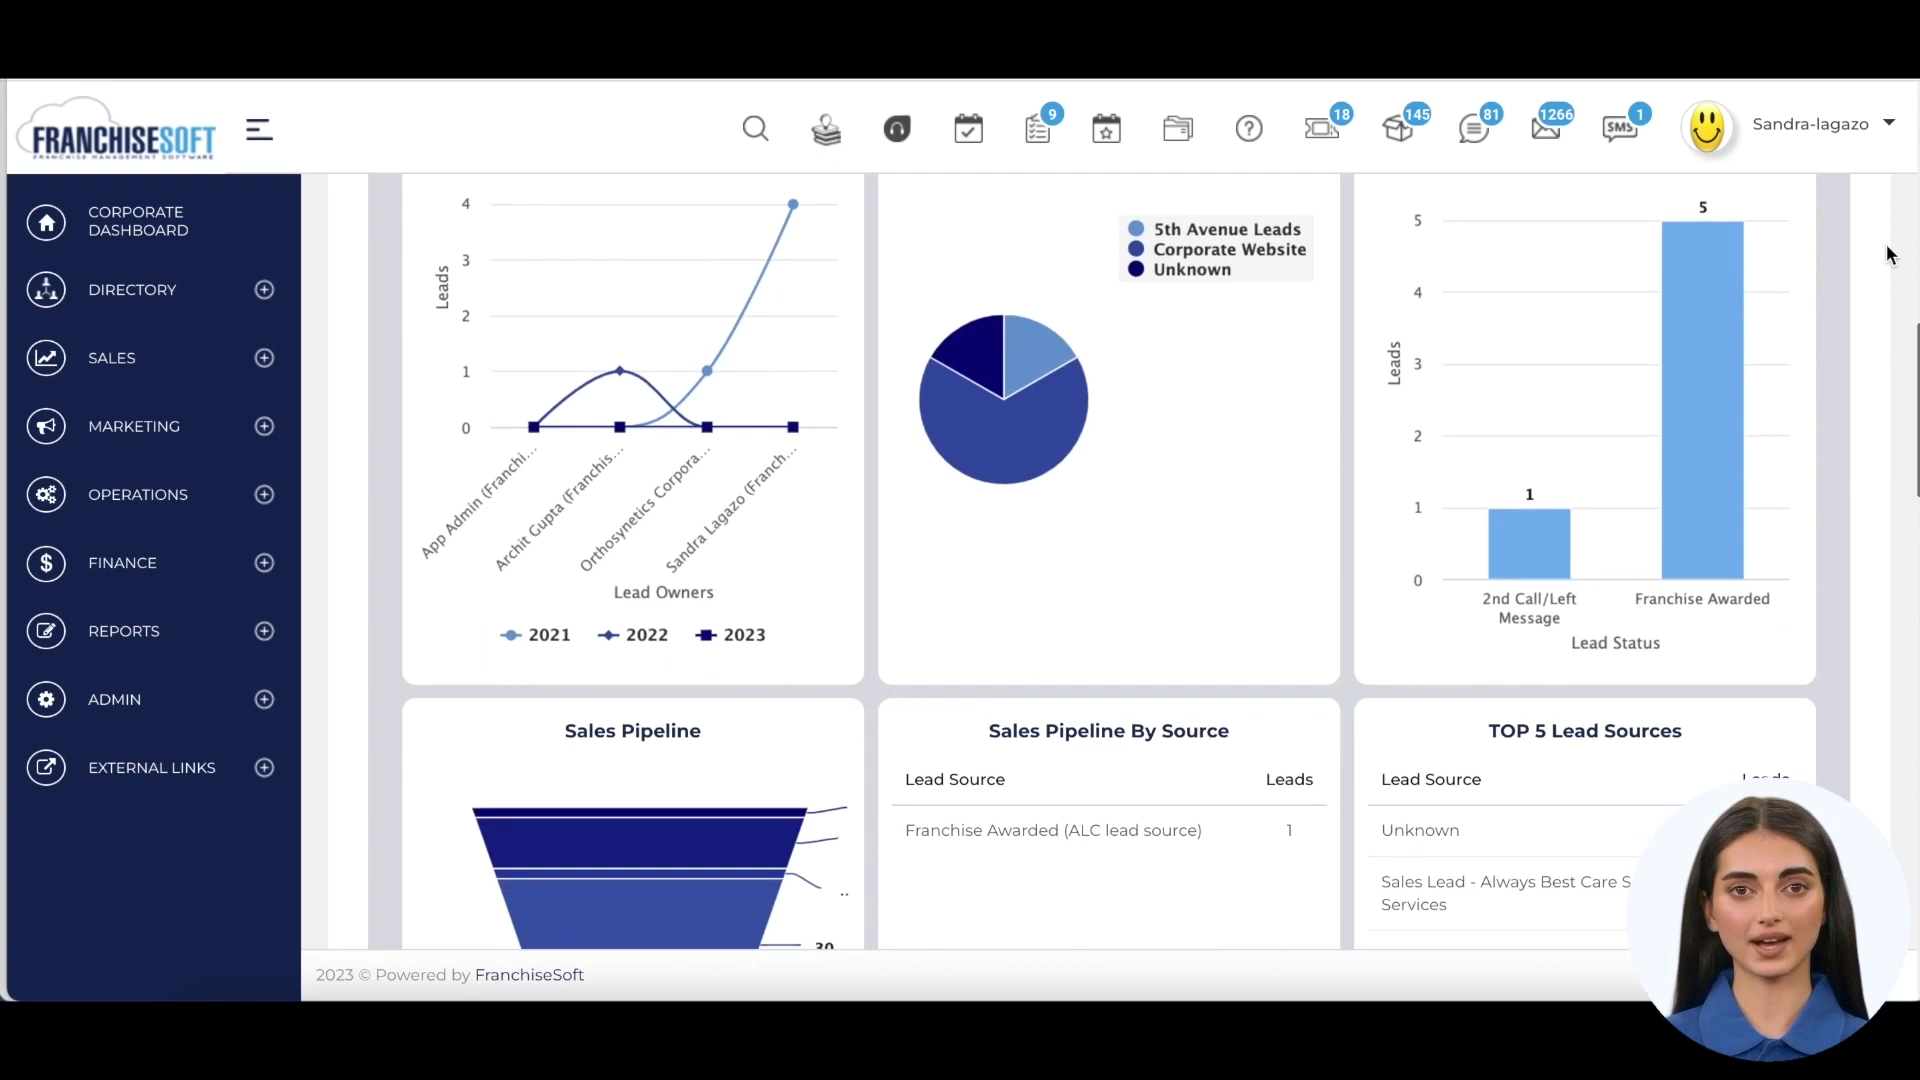 FRANCHISESOFT
FRANCHISE MANAGEMENT SOFTWARE
9
18
145
81
1266
SMS
1
Sandra-lagazo
CORPORATE
DASHBOARD
DIRECTORY
SALES
MARKETING
OPERATIONS
FINANCE
REPORTS
ADMIN
EXTERNAL LINKS
4
3
2
1
0
Leads
App Admin (Franchi...
Archit Gupta (Franchis...
Orthosynetics Corpora...
Sandra Lagazo (Franch...
Lead Owners
2021
2022
2023
5th Avenue Leads
Corporate Website
Unknown
5
4
3
2
1
0
Leads
1
5
2nd Call/Left
Message
Franchise Awarded
Lead Status
Sales Pipeline
..
30
Sales Pipeline By Source
Lead Source Leads
Franchise Awarded (ALC lead source) 1
TOP 5 Lead Sources
Lead Source Leads
Unknown
Sales Lead - Always Best Care S
Services
2023 © Powered by FranchiseSoft